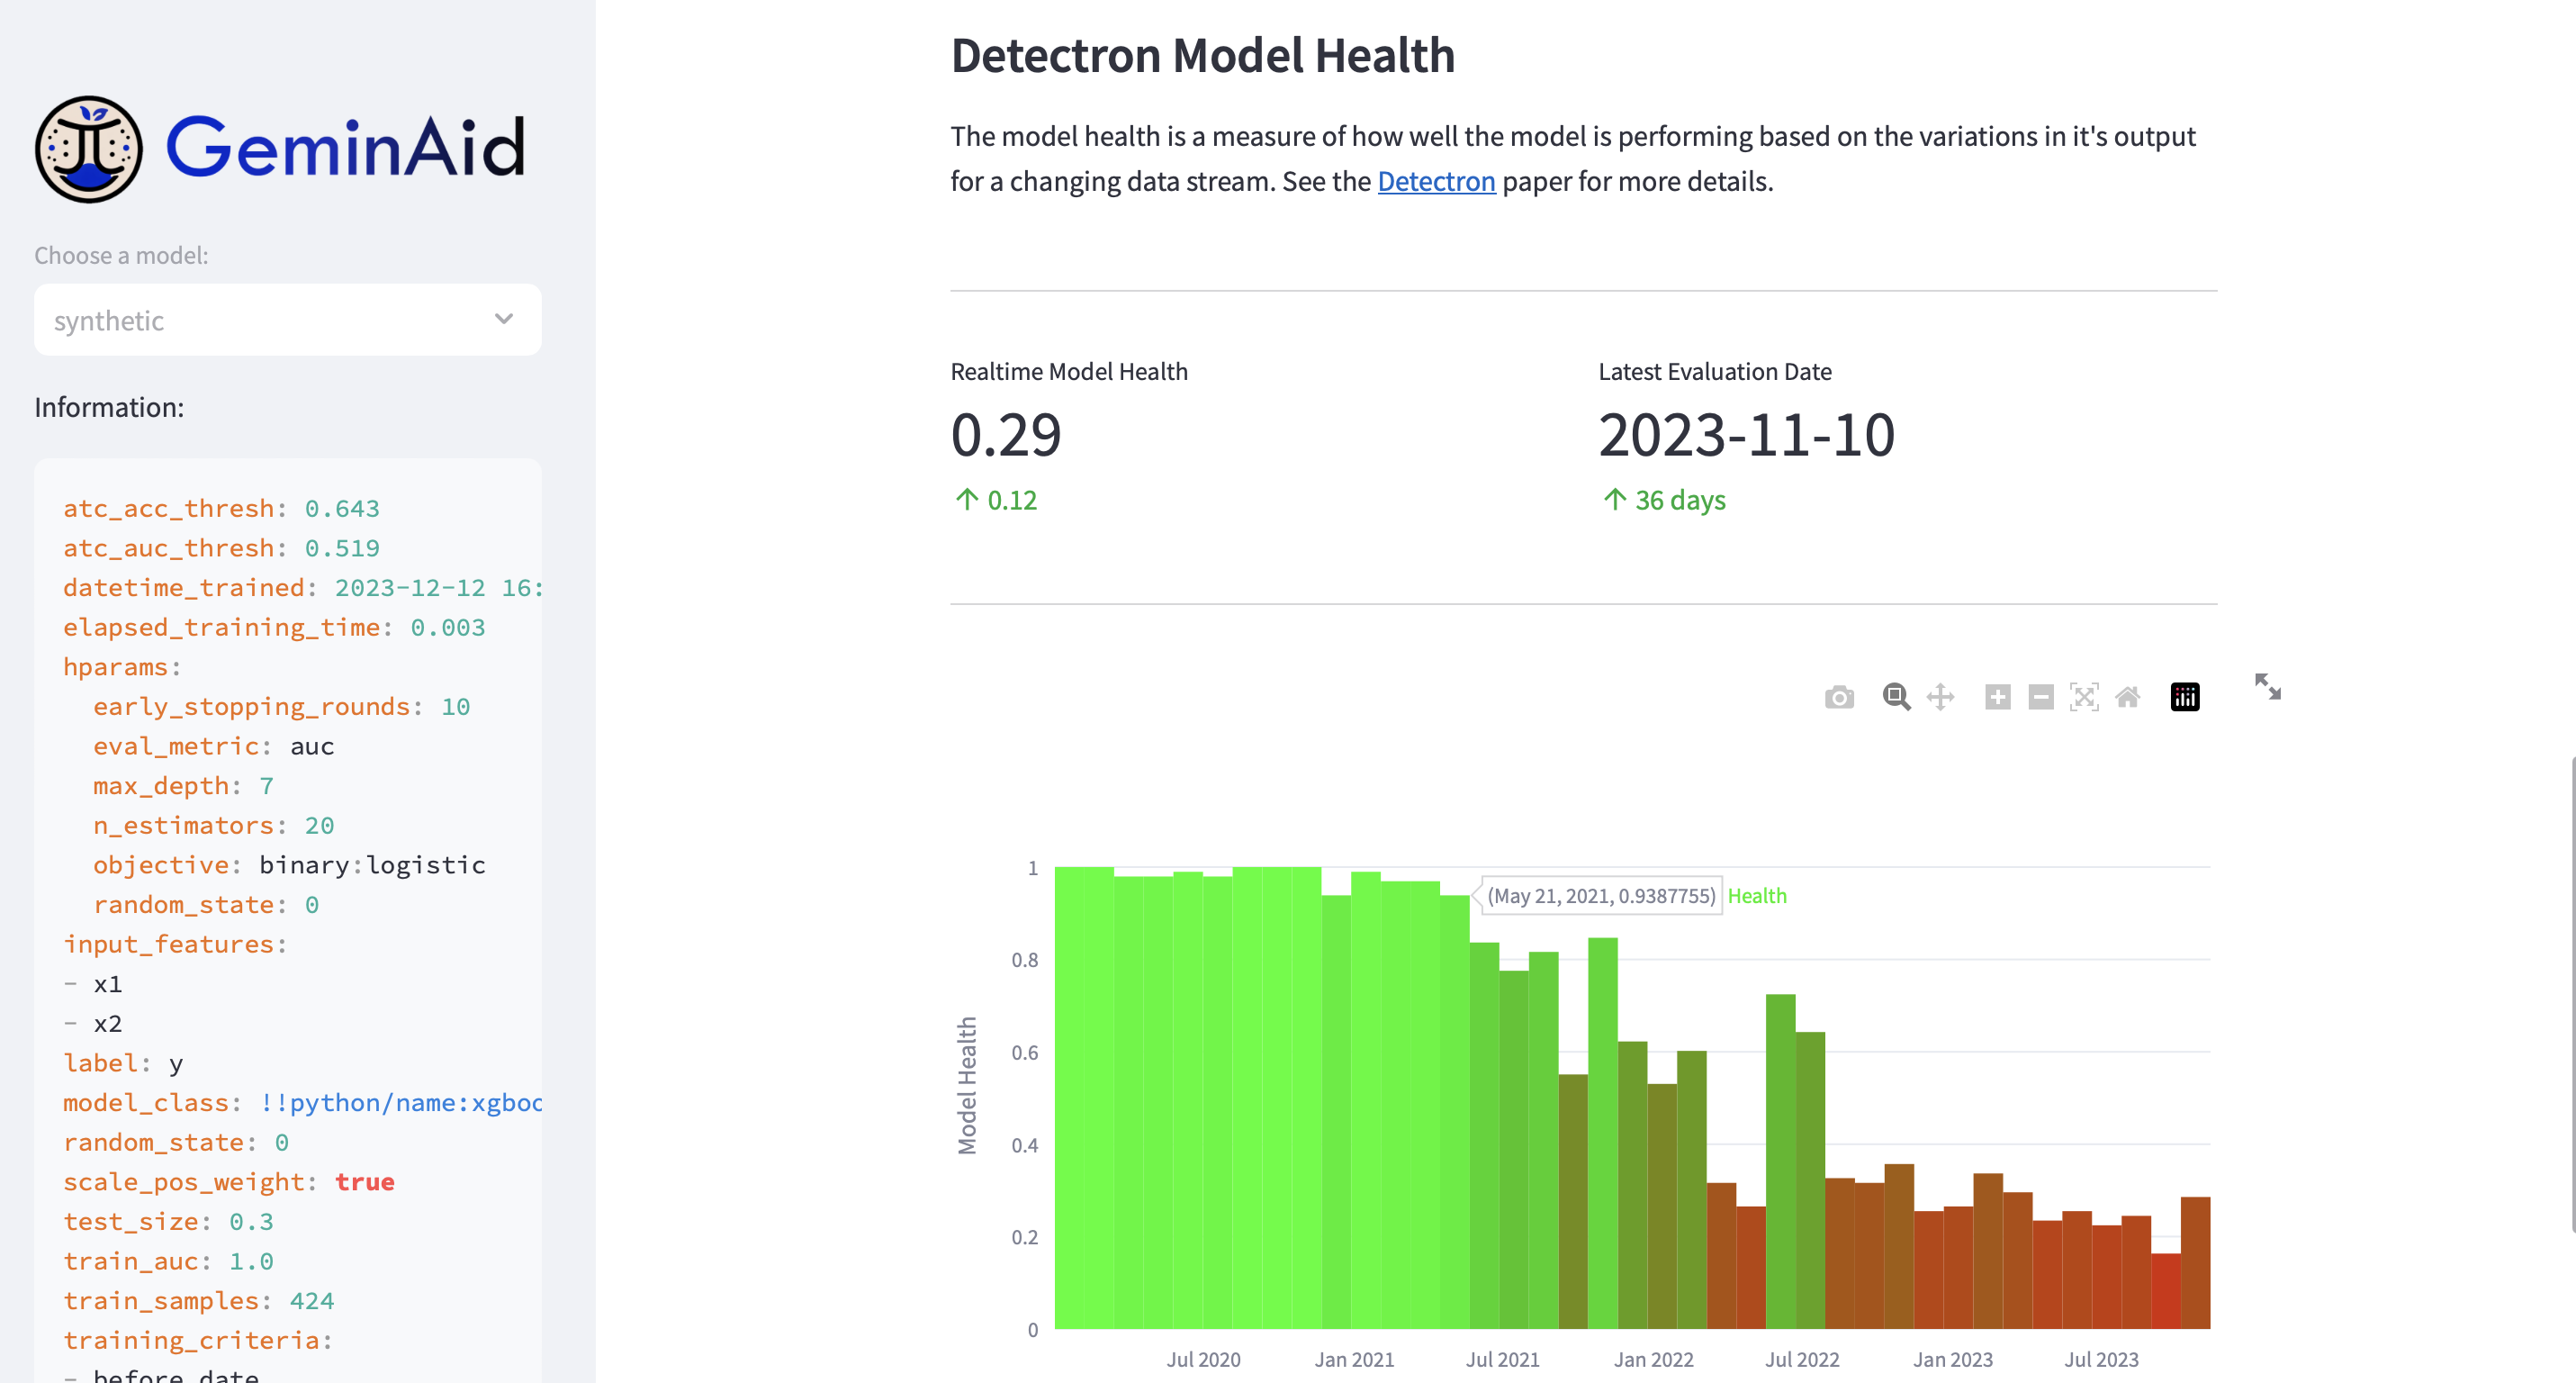 GeminAid
Choose a model:
synthetic
Information:
atc_acc_thresh: 0.643
atc_auc_thresh: 0.519
datetime_trained: 2023-12-12 16:
elapsed_training_time: 0.003
hparams:
early_stopping_rounds: 10
eval_metric: auc
max_depth: 7
n_estimators: 20
objective: binary:logistic
random_state: 0
input_features:
- x1
- x2
label: y
model_class: !!python/name:xgboo
random_state: 0
scale_pos_weight: true
test_size: 0.3
train_auc: 1.0
train_samples: 424
training_criteria:
- before_date
Detectron Model Health
The model health is a measure of how well the model is performing based on the variations in it's output
for a changing data stream. See the Detectron paper for more details.
Realtime Model Health
0.29
↑ 0.12
Latest Evaluation Date
2023-11-10
↑ 36 days
Model Health
1
0.8
0.6
0.4
0.2
0
(May 21, 2021, 0.9387755) Health
Jul 2020
Jan 2021
Jul 2021
Jan 2022
Jul 2022
Jan 2023
Jul 2023